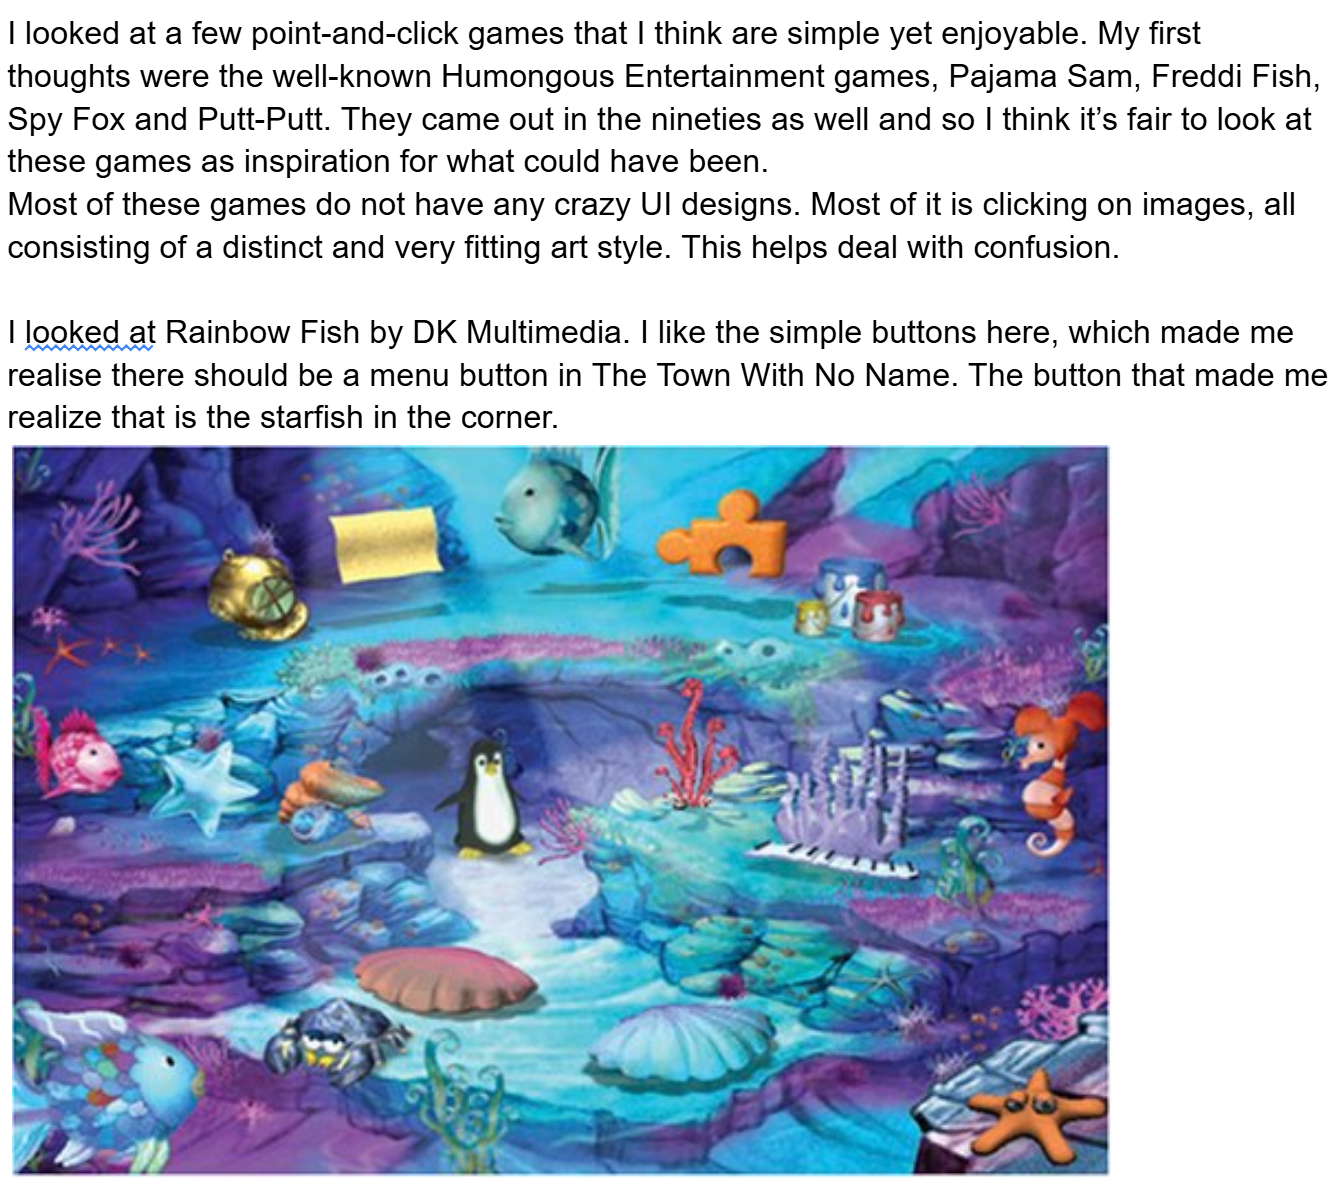 I looked at a few point-and-click games that I think are simple yet enjoyable. My first
thoughts were the well-known Humongous Entertainment games, Pajama Sam, Freddi Fish,
Spy Fox and Putt-Putt. They came out in the nineties as well and so I think it’s fair to look at
these games as inspiration for what could have been.
Most of these games do not have any crazy UI designs. Most of it is clicking on images, all
consisting of a distinct and very fitting art style. This helps deal with confusion.
I looked at Rainbow Fish by DK Multimedia. I like the simple buttons here, which made me
realise there should be a menu button in The Town With No Name. The button that made me
realize that is the starfish in the corner.